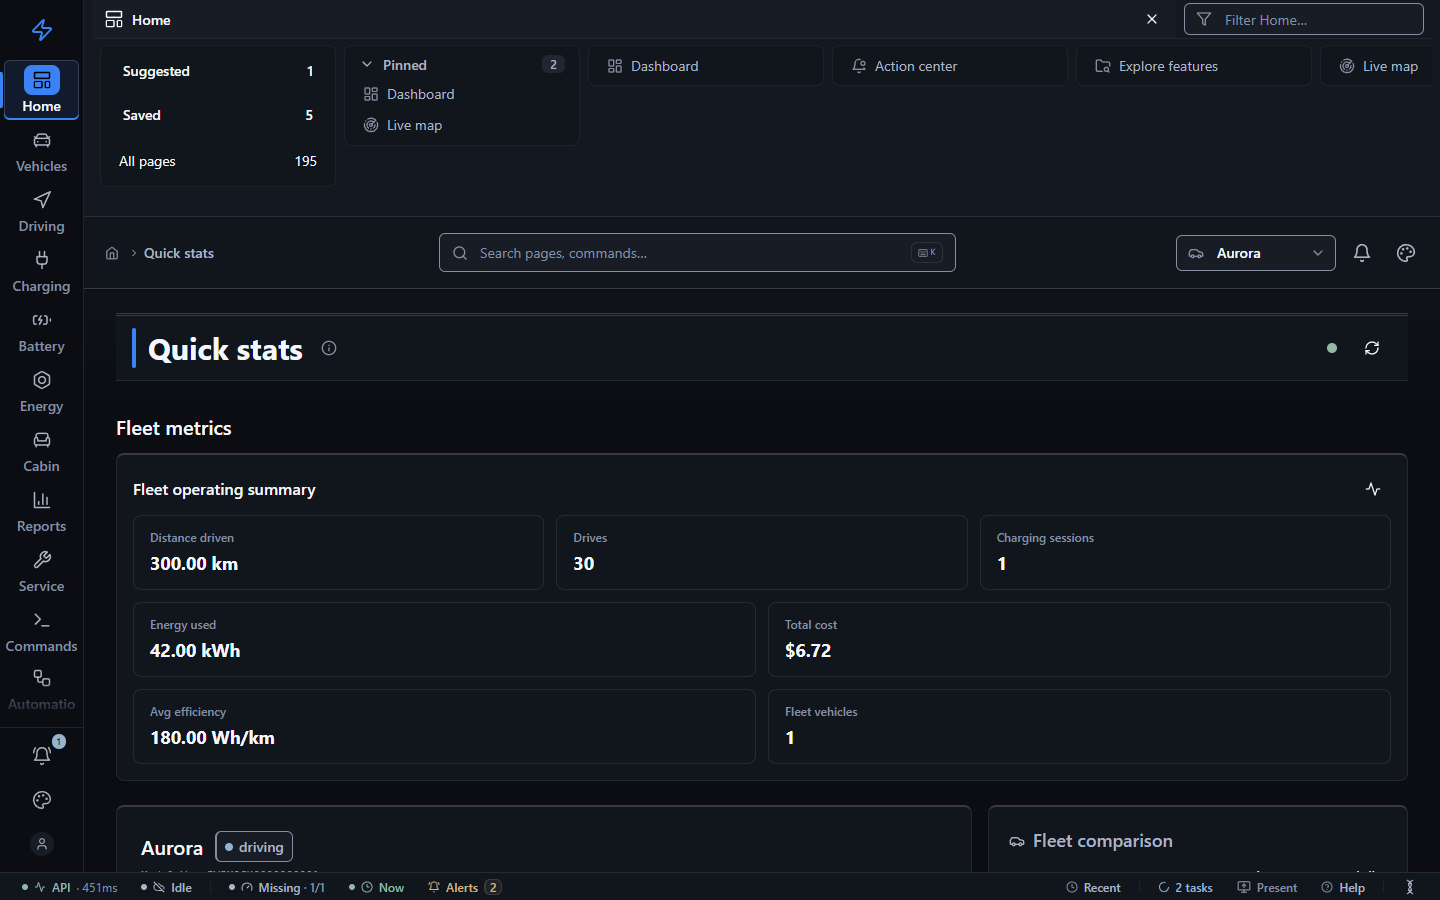 Home
Filter Home...
Suggested 1
Saved 5
All pages 195
Pinned 2
Dashboard
Live map
Dashboard
Action center
Explore features
Live map
Home
Vehicles
Driving
Charging
Battery
Energy
Cabin
Reports
Service
Commands
Automatio
1
Quick stats
Search pages, commands...
K
Aurora
Quick stats
Fleet metrics
Fleet operating summary
Distance driven
300.00 km
Drives
30
Charging sessions
1
Energy used
42.00 kWh
Total cost
$6.72
Avg efficiency
180.00 Wh/km
Fleet vehicles
1
Aurora
driving
Fleet comparison
API · 451ms
Idle
Missing · 1/1
Now
Alerts 2
Recent
2 tasks
Present
Help